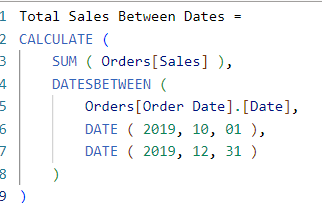 1 Total Sales Between Dates =
2 CALCULATE (
3     SUM ( Orders[Sales] ),
4     DATESBETWEEN (
5         Orders[Order Date].[Date],
6         DATE ( 2019, 10, 01 ),
7         DATE ( 2019, 12, 31 )
8     )
9 )